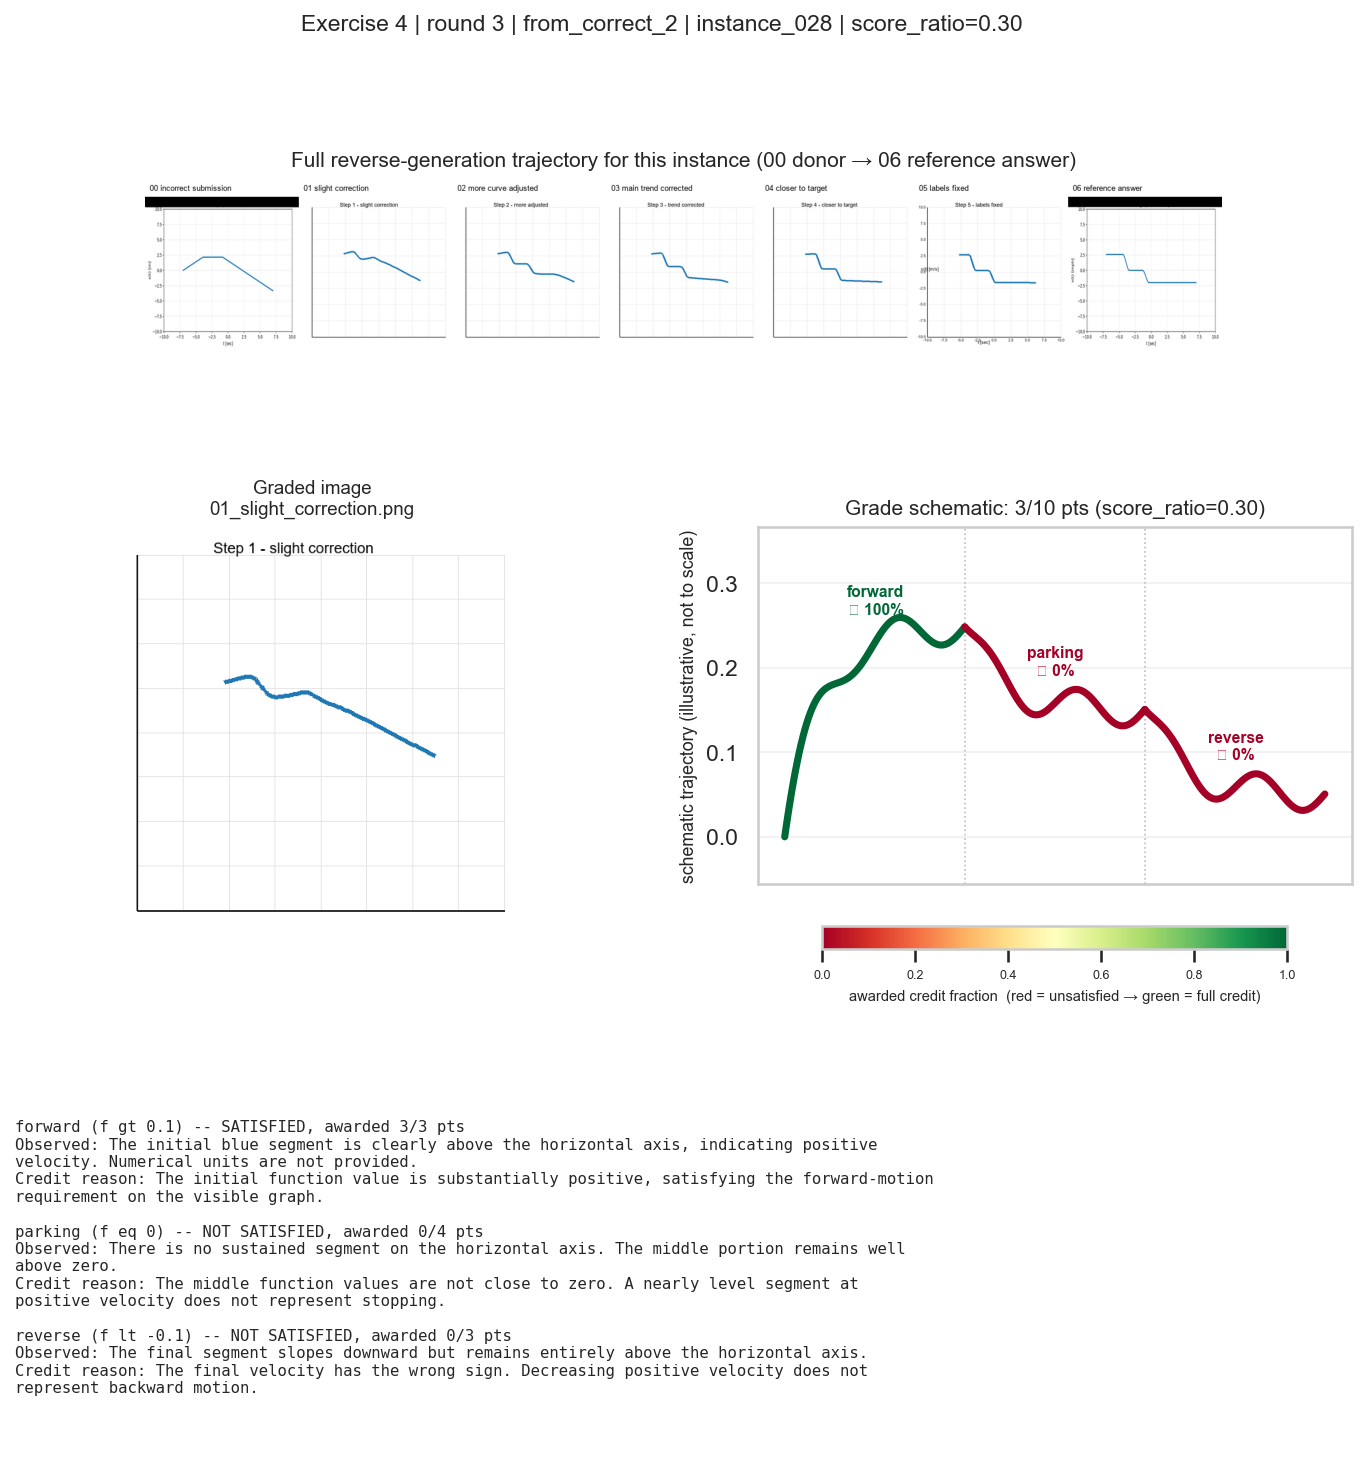 Exercise 4 | round 3 | from_correct_2 | instance_028 | score_ratio=0.30
Full reverse-generation trajectory for this instance (00 donor → 06 reference answer)
00 incorrect submission
01 slight correction
02 more curve adjusted
03 main trend corrected
04 closer to target
05 labels fixed
06 reference answer
Step 1 - slight correction
Step 2 - more adjusted
Step 3 - trend corrected
Step 4 - closer to target
Step 5 - labels fixed
Graded image
01_slight_correction.png
Step 1 - slight correction
Grade schematic: 3/10 pts (score_ratio=0.30)
schematic trajectory (illustrative, not to scale)
0.3
0.2
0.1
0.0
forward
100%
parking
0%
reverse
0%
0.0 0.2 0.4 0.6 0.8 1.0
awarded credit fraction (red = unsatisfied → green = full credit)
forward (f gt 0.1) -- SATISFIED, awarded 3/3 pts
Observed: The initial blue segment is clearly above the horizontal axis, indicating positive
velocity. Numerical units are not provided.
Credit reason: The initial function value is substantially positive, satisfying the forward-motion
requirement on the visible graph.
parking (f eq 0) -- NOT SATISFIED, awarded 0/4 pts
Observed: There is no sustained segment on the horizontal axis. The middle portion remains well
above zero.
Credit reason: The middle function values are not close to zero. A nearly level segment at
positive velocity does not represent stopping.
reverse (f lt -0.1) -- NOT SATISFIED, awarded 0/3 pts
Observed: The final segment slopes downward but remains entirely above the horizontal axis.
Credit reason: The final velocity has the wrong sign. Decreasing positive velocity does not
represent backward motion.